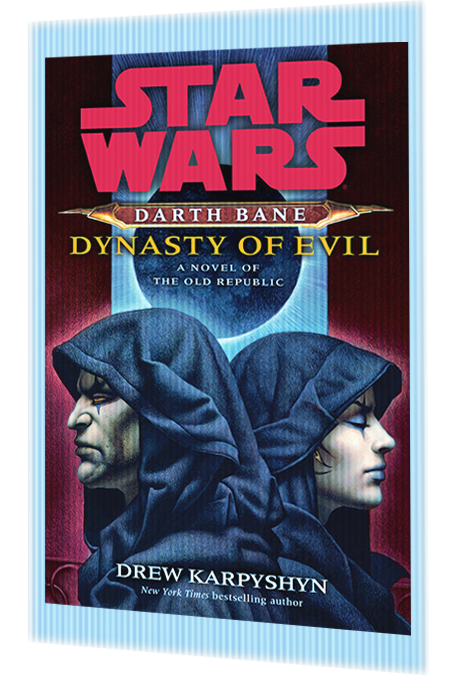 STAR
WARS
DARTH BANE
DYNASTY OF EVIL
A NOVEL OF
THE OLD REPUBLIC
DREW KARPYSHYN
New York Times bestselling author